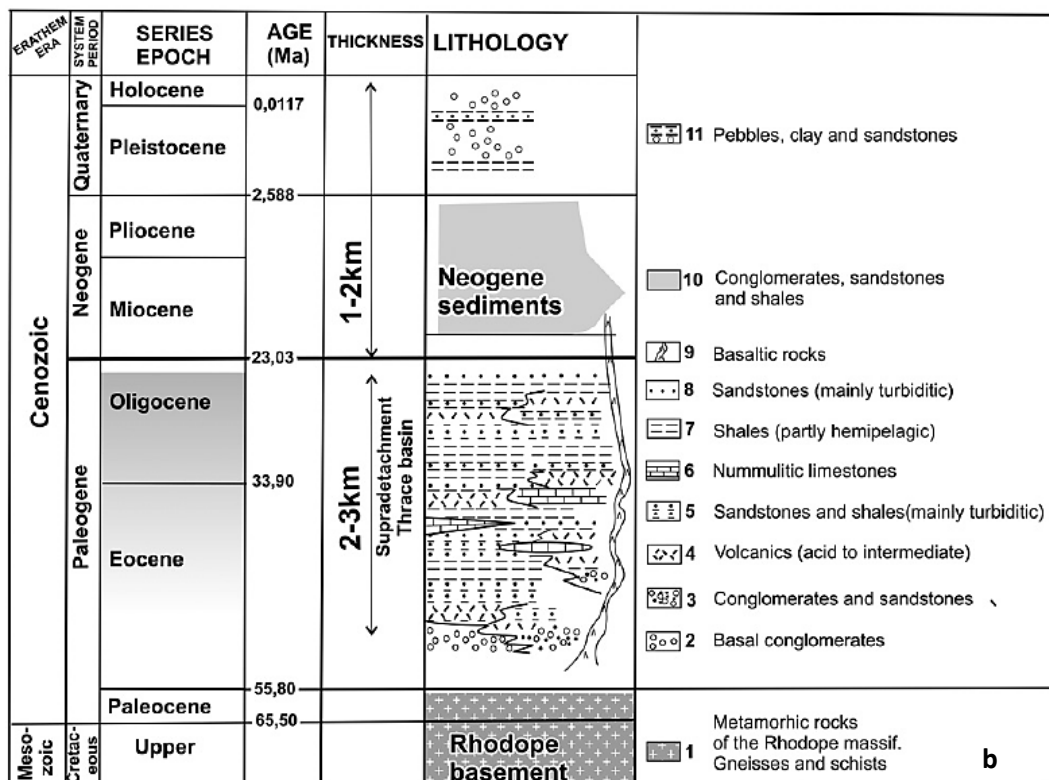 ERATHEM
ERA
SYSTEM
PERIOD
SERIES
EPOCH
AGE
(Ma)
THICKNESS
LITHOLOGY
Cenozoic
Meso-
zoic
Quaternary
Neogene
Paleogene
Cretac-
eous
Holocene
Pleistocene
Pliocene
Miocene
Oligocene
Eocene
Paleocene
Upper
0,0117
2,588
23,03
33,90
55,80
65,50
1-2km
2-3km
Supradetachment
Thrace basin
Neogene
sediments
Rhodope
basement
11 Pebbles, clay and sandstones
10 Conglomerates, sandstones
and shales
9 Basaltic rocks
8 Sandstones (mainly turbiditic)
7 Shales (partly hemipelagic)
6 Nummulitic limestones
5 Sandstones and shales(mainly turbiditic)
4 Volcanics (acid to intermediate)
3 Conglomerates and sandstones
2 Basal conglomerates
1 Metamorhic rocks
of the Rhodope massif.
Gneisses and schists
b